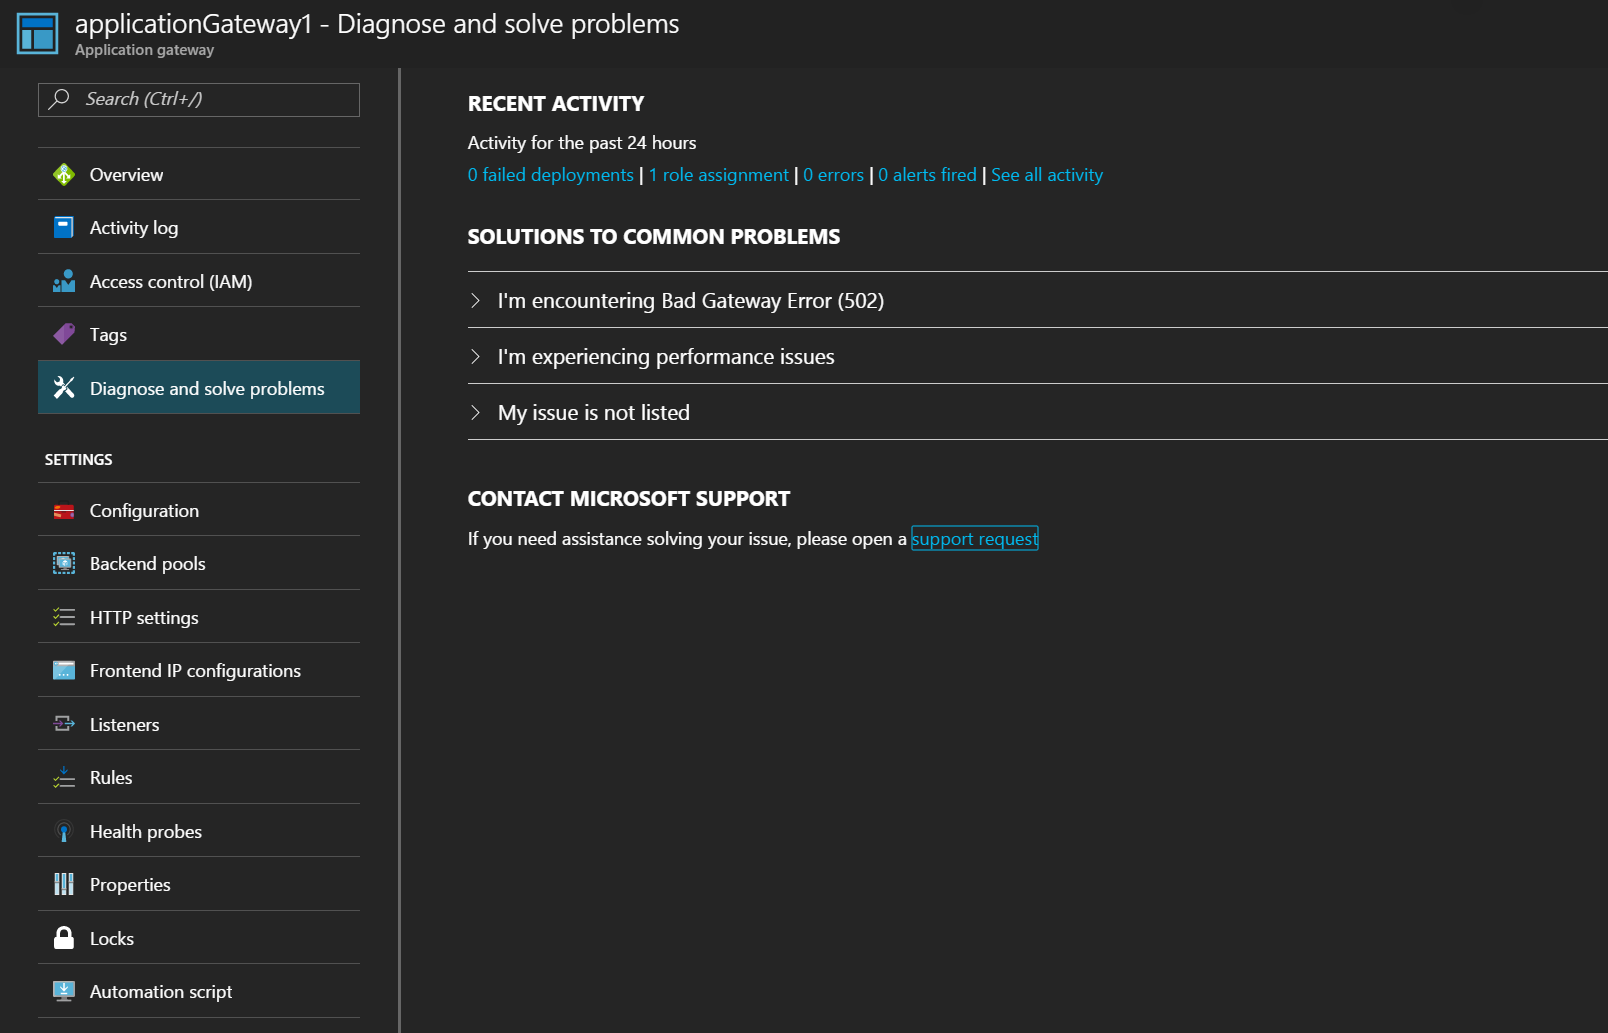 applicationGateway1 - Diagnose and solve problems
Application gateway
Search (Ctrl+/)
Overview
Activity log
Access control (IAM)
Tags
Diagnose and solve problems
SETTINGS
Configuration
Backend pools
HTTP settings
Frontend IP configurations
Listeners
Rules
Health probes
Properties
Locks
Automation script
RECENT ACTIVITY
Activity for the past 24 hours
0 failed deployments | 1 role assignment | 0 errors | 0 alerts fired | See all activity
SOLUTIONS TO COMMON PROBLEMS
I'm encountering Bad Gateway Error (502)
I'm experiencing performance issues
My issue is not listed
CONTACT MICROSOFT SUPPORT
If you need assistance solving your issue, please open a support request